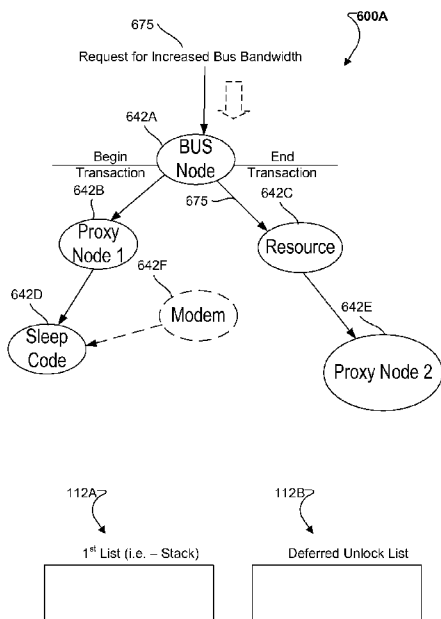 675
600A
Request for Increased Bus Bandwidth
642A
BUS
Node
Begin
Transaction
End
Transaction
642B
675
642C
Proxy
Node 1
642F
Resource
642D
642E
Modem
Sleep
Code
Proxy Node 2
112A
112B
1st List (i.e. – Stack)
Deferred Unlock List